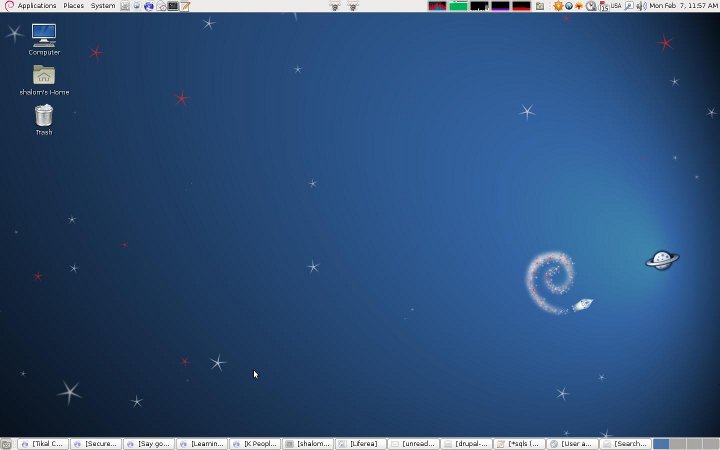 Applications Places System USA Mon Feb 7, 11:57 AM
Computer
shalom's Home
Trash
[Tikal C... [Secure... [Say go... [Learnin... [K Peopl... [shalom... [Liferea] [unread... [drupal-... [*sqls (... [User a... [Search...